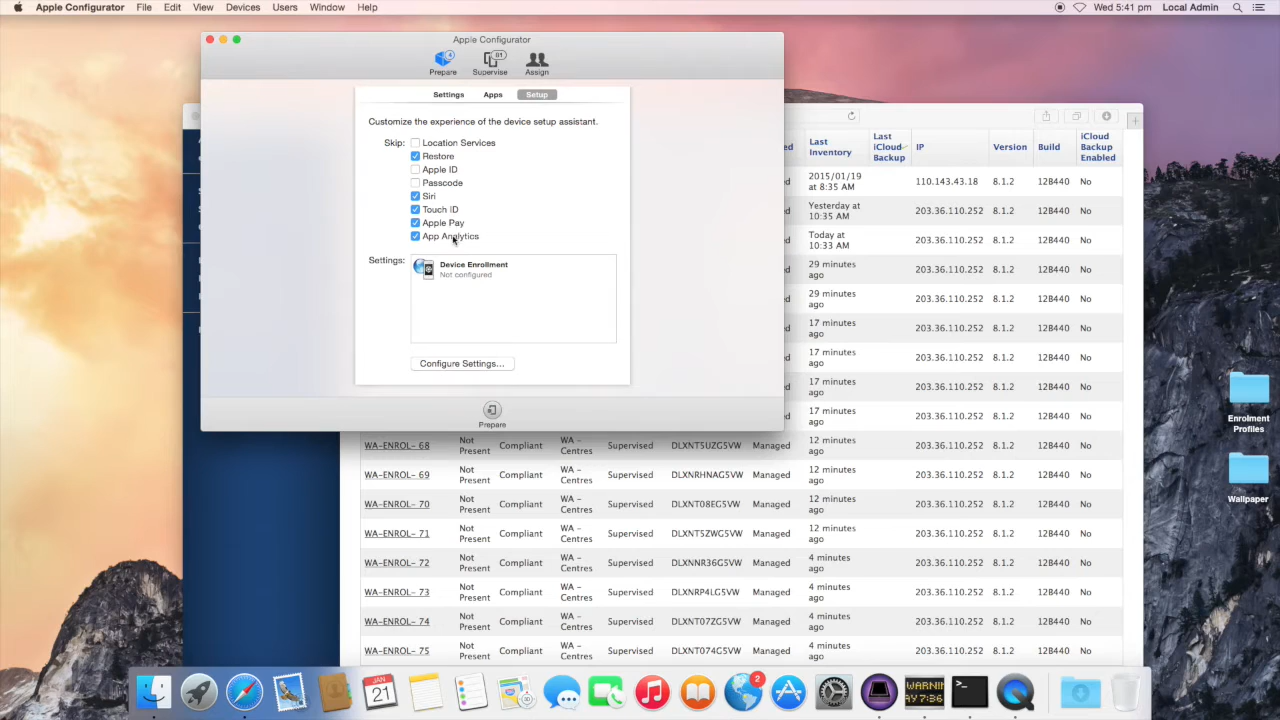 Apple Configurator File Edit View Devices Users Window Help Wed 5:41 pm Local Admin
Apple Configurator
4
81
Prepare Supervise Assign
Settings Apps Setup
Customize the experience of the device setup assistant.
Skip: Location Services
Restore
Apple ID
Passcode
Siri
Touch ID
Apple Pay
App Analytics
Settings: Device Enrollment
Not configured
Configure Settings...
Prepare
ed
Last
Inventory
Last
iCloud
Backup
IP
Version
Build
iCloud
Backup
Enabled
ed 2015/01/19
at 8:35 AM
110.143.43.18 8.1.2 12B440 No
ed Yesterday at
10:35 AM
203.36.110.252 8.1.2 12B440 No
ed Today at
10:33 AM
203.36.110.252 8.1.2 12B440 No
ed 29 minutes
ago
203.36.110.252 8.1.2 12B440 No
ed 29 minutes
ago
203.36.110.252 8.1.2 12B440 No
ed 17 minutes
ago
203.36.110.252 8.1.2 12B440 No
ed 17 minutes
ago
203.36.110.252 8.1.2 12B440 No
ed 17 minutes
ago
203.36.110.252 8.1.2 12B440 No
ed 17 minutes
ago
203.36.110.252 8.1.2 12B440 No
WA-ENROL- 68 Not
Present
Compliant WA -
Centres
Supervised DLXNT5UZG5VW Managed 12 minutes
ago
203.36.110.252 8.1.2 12B440 No
WA-ENROL- 69 Not
Present
Compliant WA -
Centres
Supervised DLXNRHNAG5VW Managed 12 minutes
ago
203.36.110.252 8.1.2 12B440 No
WA-ENROL- 70 Not
Present
Compliant WA -
Centres
Supervised DLXNT08EG5VW Managed 12 minutes
ago
203.36.110.252 8.1.2 12B440 No
WA-ENROL- 71 Not
Present
Compliant WA -
Centres
Supervised DLXNT5ZWG5VW Managed 12 minutes
ago
203.36.110.252 8.1.2 12B440 No
WA-ENROL- 72 Not
Present
Compliant WA -
Centres
Supervised DLXNNR36G5VW Managed 4 minutes
ago
203.36.110.252 8.1.2 12B440 No
WA-ENROL- 73 Not
Present
Compliant WA -
Centres
Supervised DLXNRP4LG5VW Managed 4 minutes
ago
203.36.110.252 8.1.2 12B440 No
WA-ENROL- 74 Not
Present
Compliant WA -
Centres
Supervised DLXNT07ZG5VW Managed 4 minutes
ago
203.36.110.252 8.1.2 12B440 No
WA-ENROL- 75 Not
Present
Compliant WA -
Centres
Supervised DLXNT074G5VW Managed 4 minutes
ago
203.36.110.252 8.1.2 12B440 No
Enrolment
Profiles
Wallpaper
JAN
21
2
WARNIN
AY 7:36